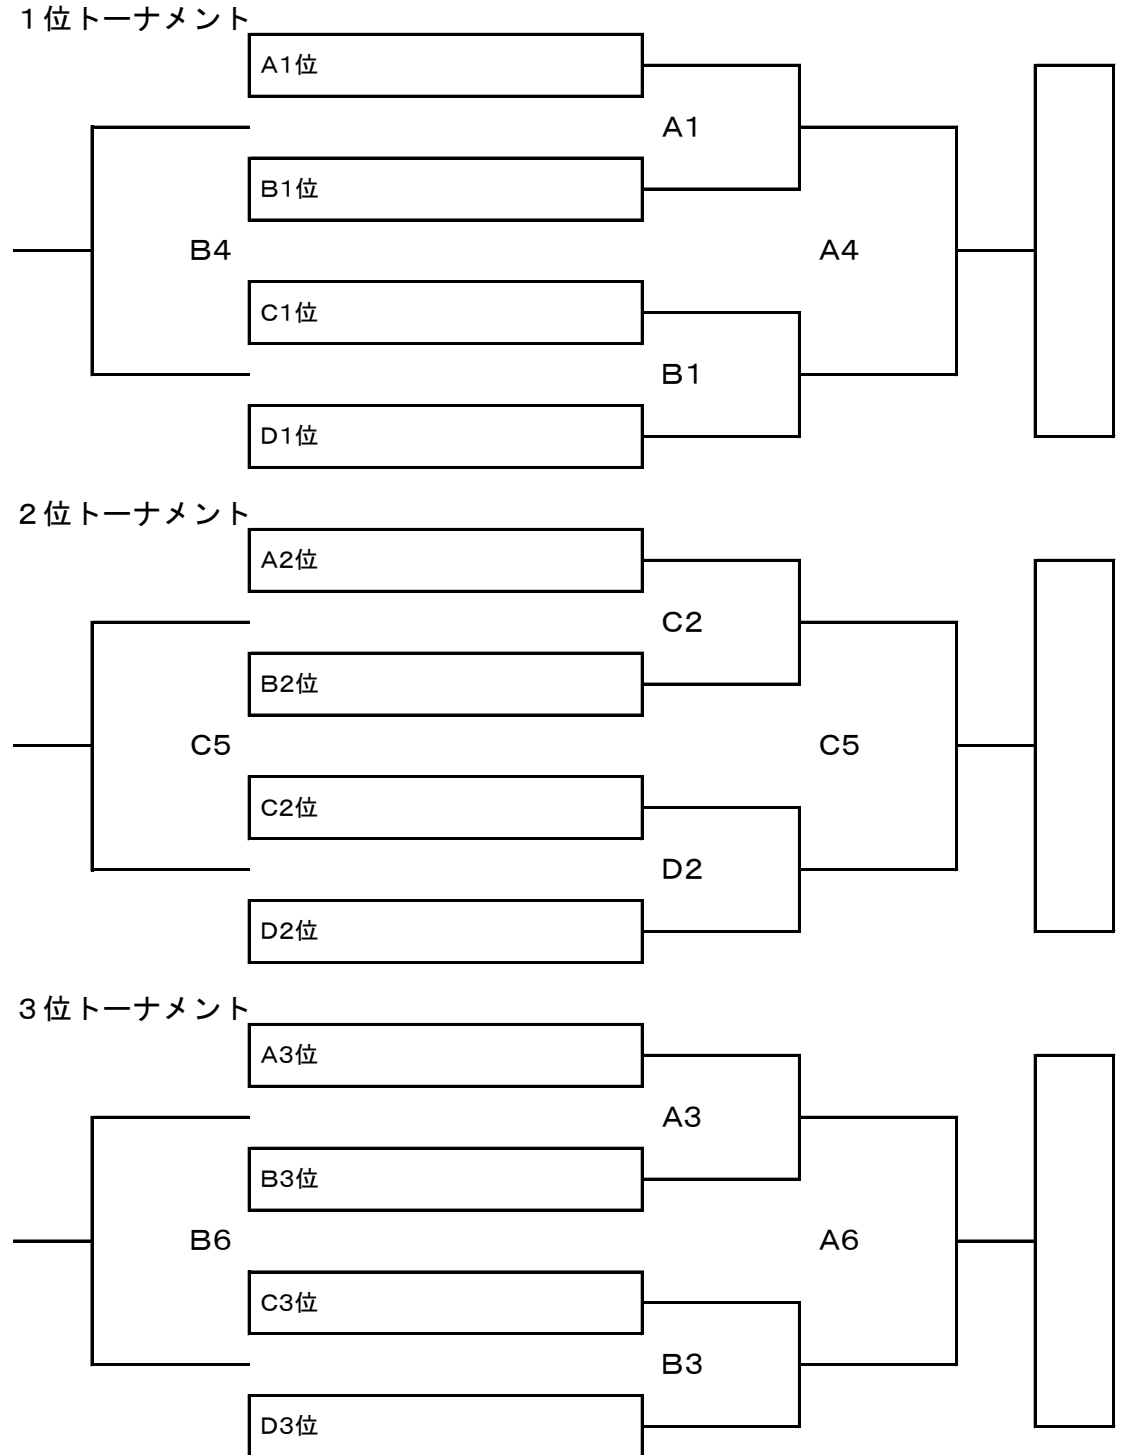 １位トーナメント
A1位
A1
B1位
B4
A4
C1位
B1
D1位
２位トーナメント
A2位
C2
B2位
C5
C5
C2位
D2
D2位
３位トーナメント
A3位
A3
B3位
B6
A6
C3位
B3
D3位